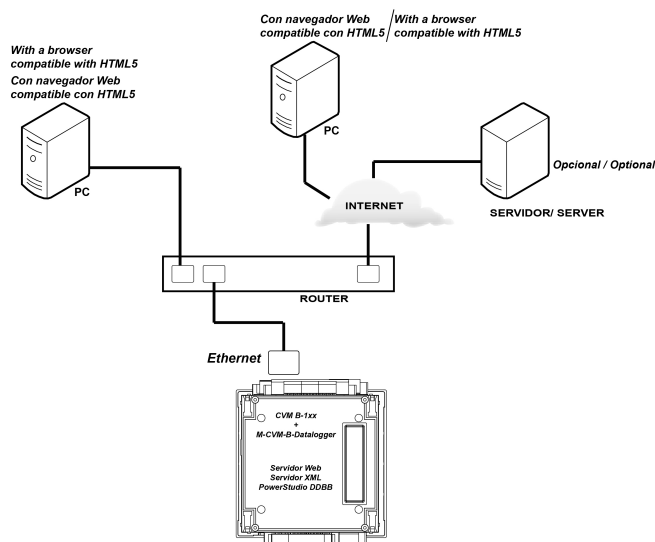 Con navegador Web / With a browser
compatible con HTML5 / compatible with HTML5
With a browser
compatible with HTML5
Con navegador Web
compatible con HTML5
PC
PC
Opcional / Optional
INTERNET
SERVIDOR/ SERVER
ROUTER
Ethernet
CVM B-1xx
+
M-CVM-B-Datalogger
Servidor Web
Servidor XML
PowerStudio DDBB